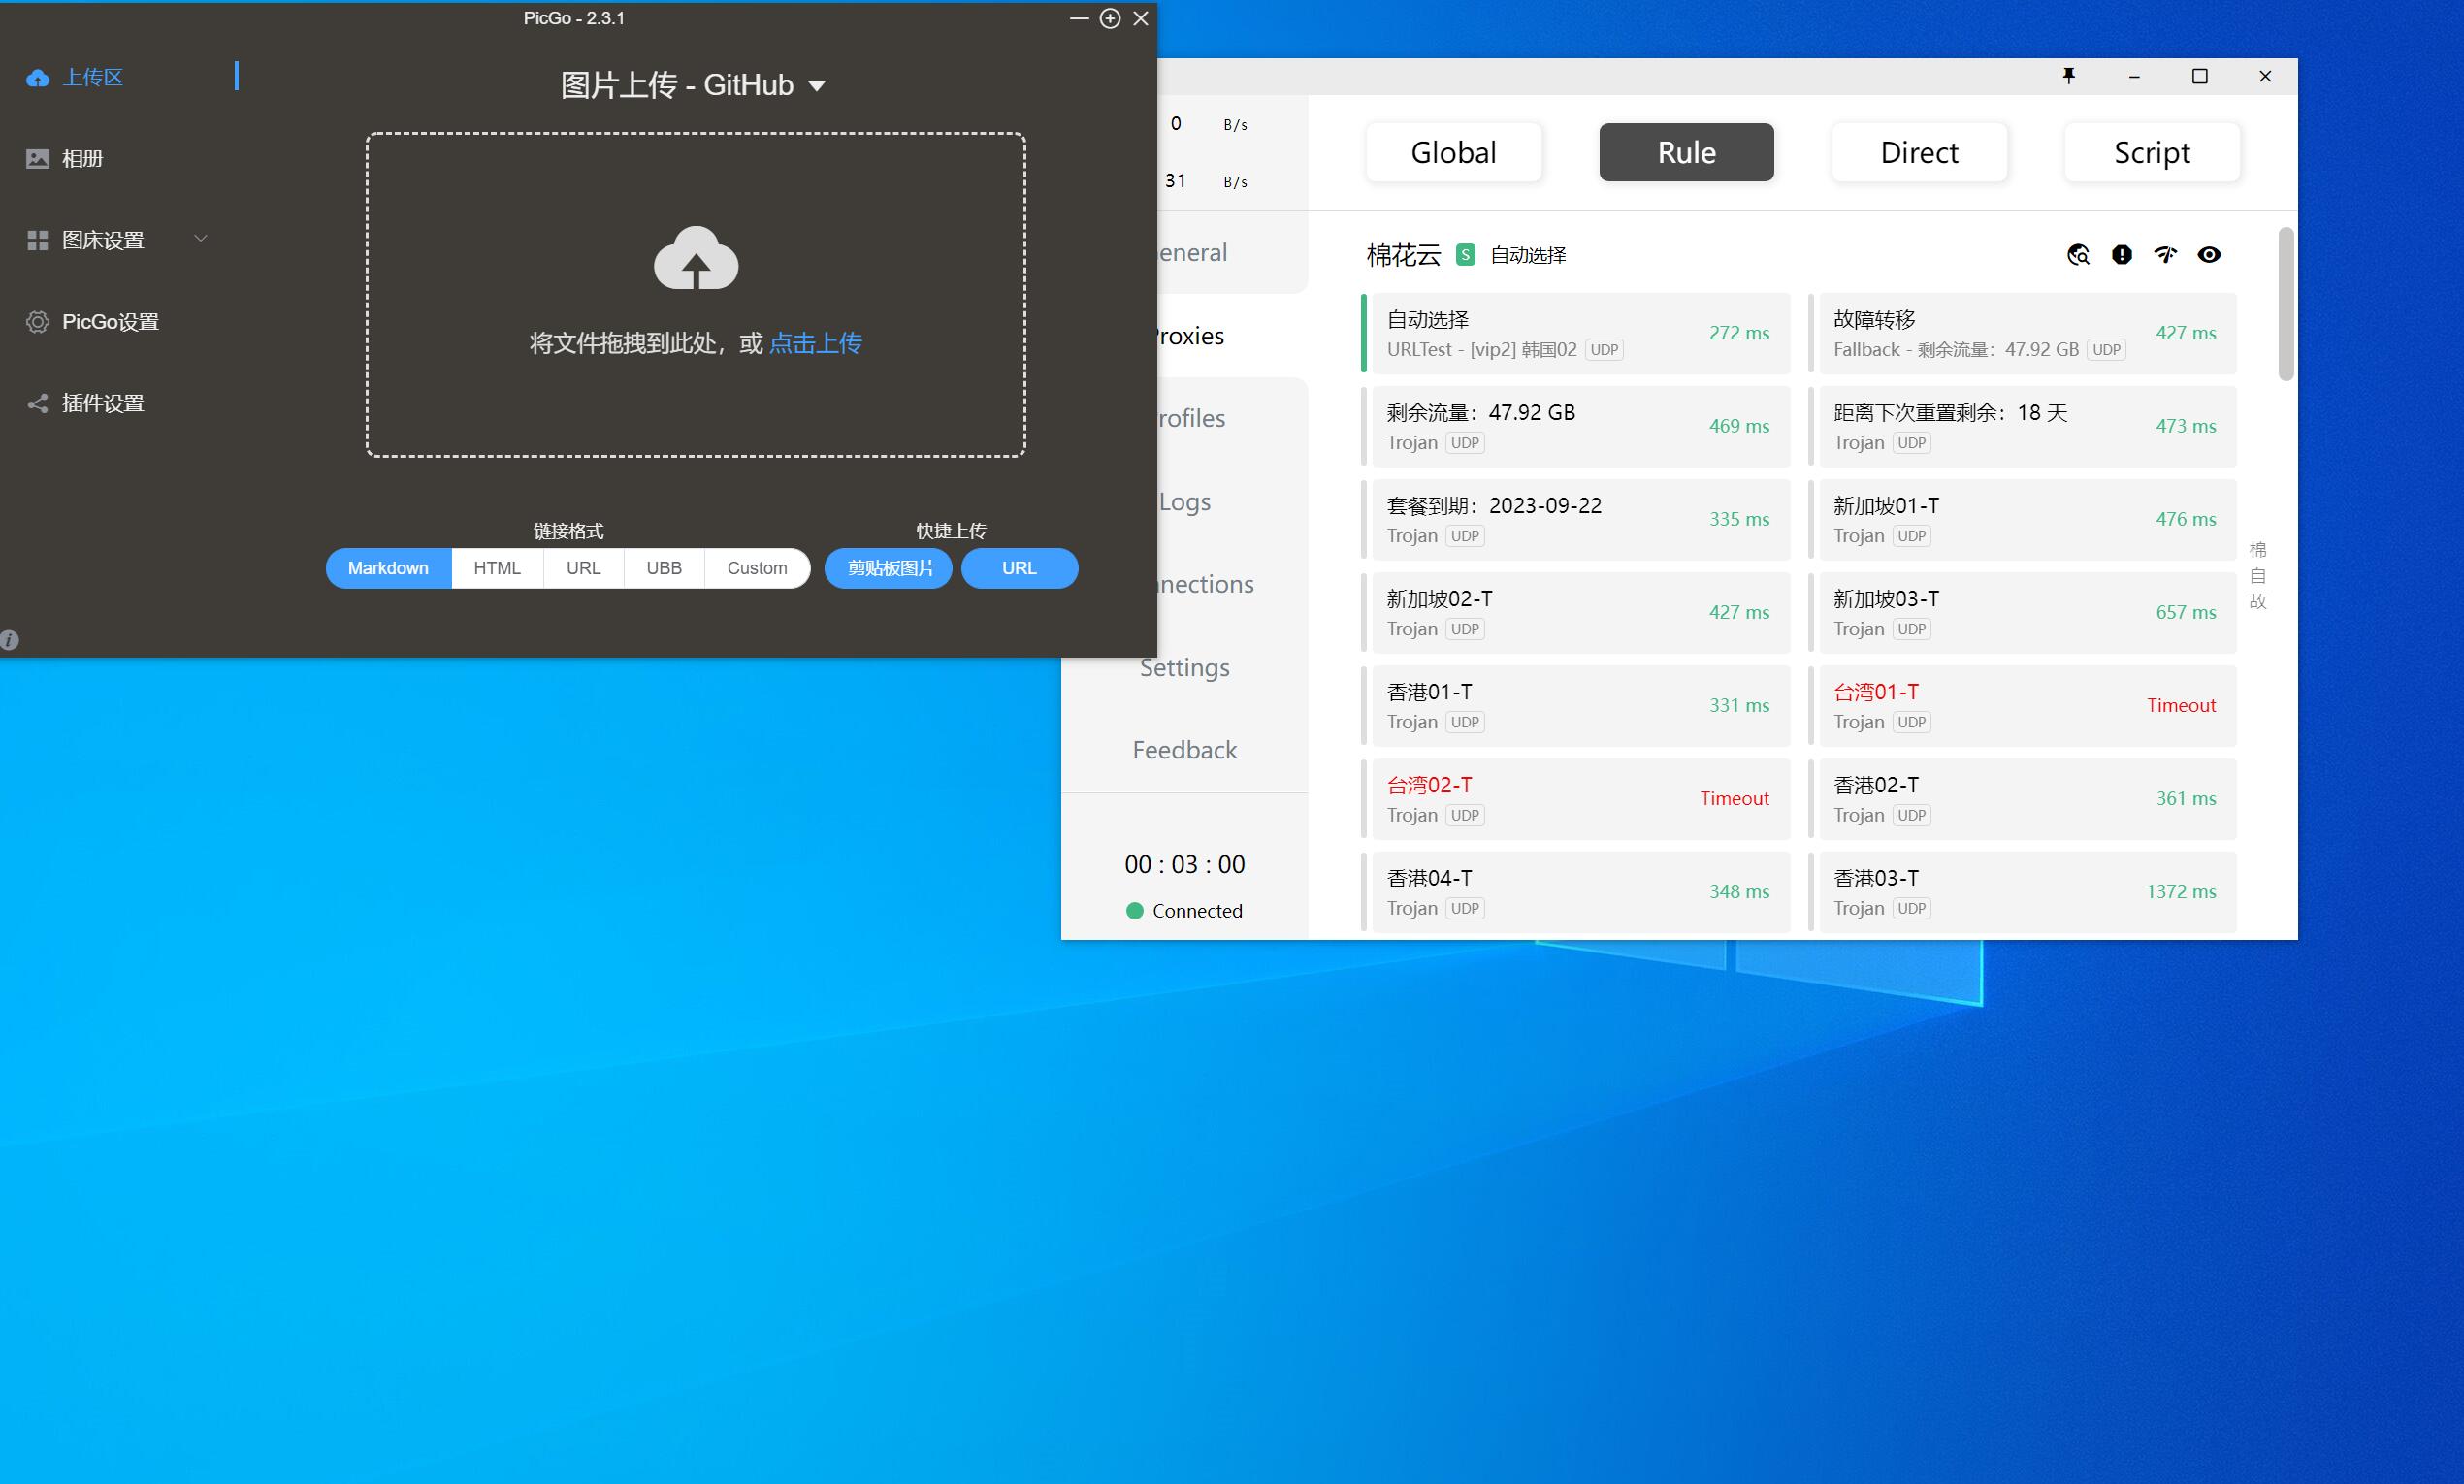 PicGo - 2.3.1
上传区
相册
图床设置
PicGo设置
插件设置
图片上传 - GitHub
将文件拖拽到此处，或 点击上传
链接格式
快捷上传
Markdown
HTML
URL
UBB
Custom
剪贴板图片
URL
0 B/s
31 B/s
eneral
Proxies
rofiles
Logs
nnections
Settings
Feedback
00 : 03 : 00
Connected
Global
Rule
Direct
Script
棉花云 S 自动选择
自动选择
URLTest - [vip2] 韩国02 UDP
272 ms
故障转移
Fallback - 剩余流量：47.92 GB UDP
427 ms
剩余流量：47.92 GB
Trojan UDP
469 ms
距离下次重置剩余：18 天
Trojan UDP
473 ms
套餐到期：2023-09-22
Trojan UDP
335 ms
新加坡01-T
Trojan UDP
476 ms
新加坡02-T
Trojan UDP
427 ms
新加坡03-T
Trojan UDP
657 ms
香港01-T
Trojan UDP
331 ms
台湾01-T
Trojan UDP
Timeout
台湾02-T
Trojan UDP
Timeout
香港02-T
Trojan UDP
361 ms
香港04-T
Trojan UDP
348 ms
香港03-T
Trojan UDP
1372 ms
棉
自
故